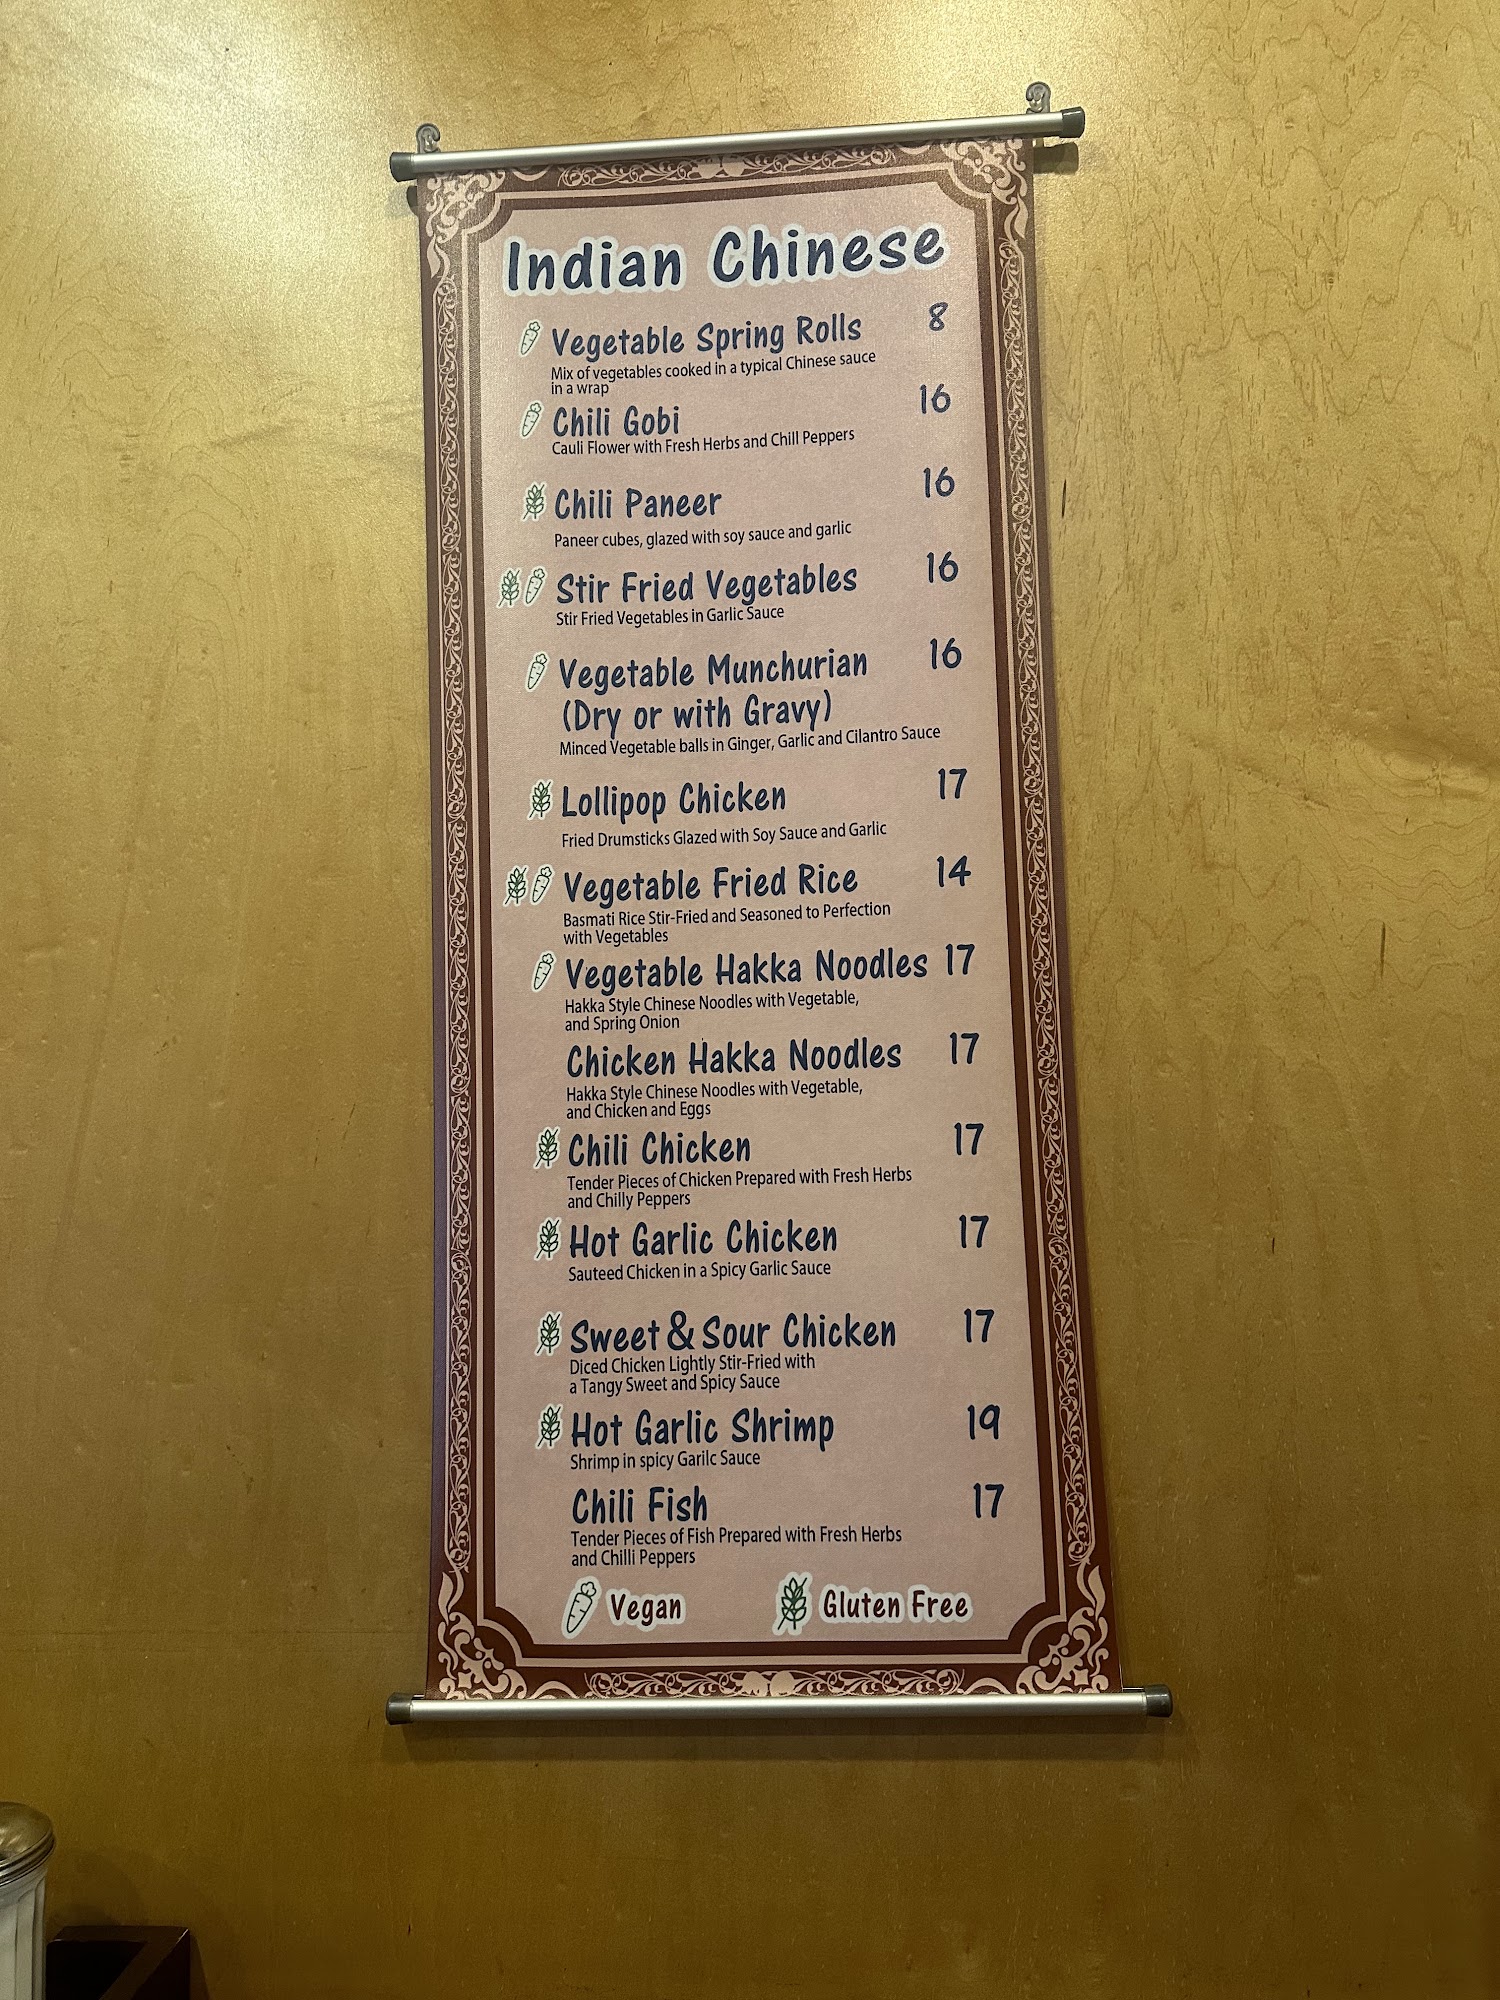 Indian Chinese
Vegetable Spring Rolls 8
Mix of vegetables cooked in a typical Chinese sauce
in a wrap
Chili Gobi 16
Cauli Flower with Fresh Herbs and Chill Peppers
Chili Paneer 16
Paneer cubes, glazed with soy sauce and garlic
Stir Fried Vegetables 16
Stir Fried Vegetables in Garlic Sauce
Vegetable Munchurian 16
(Dry or with Gravy)
Minced Vegetable balls in Ginger, Garlic and Cilantro Sauce
Lollipop Chicken 17
Fried Drumsticks Glazed with Soy Sauce and Garlic
Vegetable Fried Rice 14
Basmati Rice Stir-Fried and Seasoned to Perfection
with Vegetables
Vegetable Hakka Noodles 17
Hakka Style Chinese Noodles with Vegetable,
and Spring Onion
Chicken Hakka Noodles 17
Hakka Style Chinese Noodles with Vegetable,
and Chicken and Eggs
Chili Chicken 17
Tender Pieces of Chicken Prepared with Fresh Herbs
and Chilly Peppers
Hot Garlic Chicken 17
Sauteed Chicken in a Spicy Garlic Sauce
Sweet & Sour Chicken 17
Diced Chicken Lightly Stir-Fried with
a Tangy Sweet and Spicy Sauce
Hot Garlic Shrimp 19
Shrimp in spicy Garilc Sauce
Chili Fish 17
Tender Pieces of Fish Prepared with Fresh Herbs
and Chilli Peppers
Vegan Gluten Free